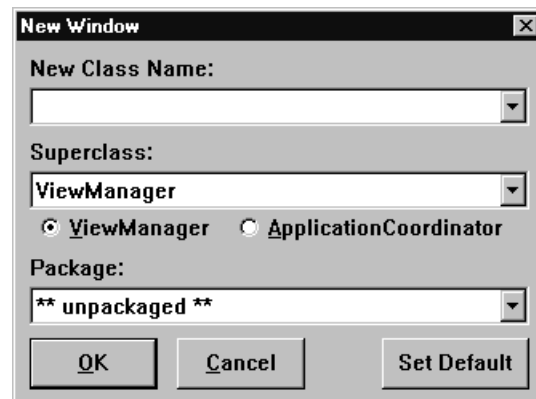 New Window
New Class Name:
Superclass:
ViewManager
ViewManager ApplicationCoordinator
Package:
** unpackaged **
OK Cancel Set Default